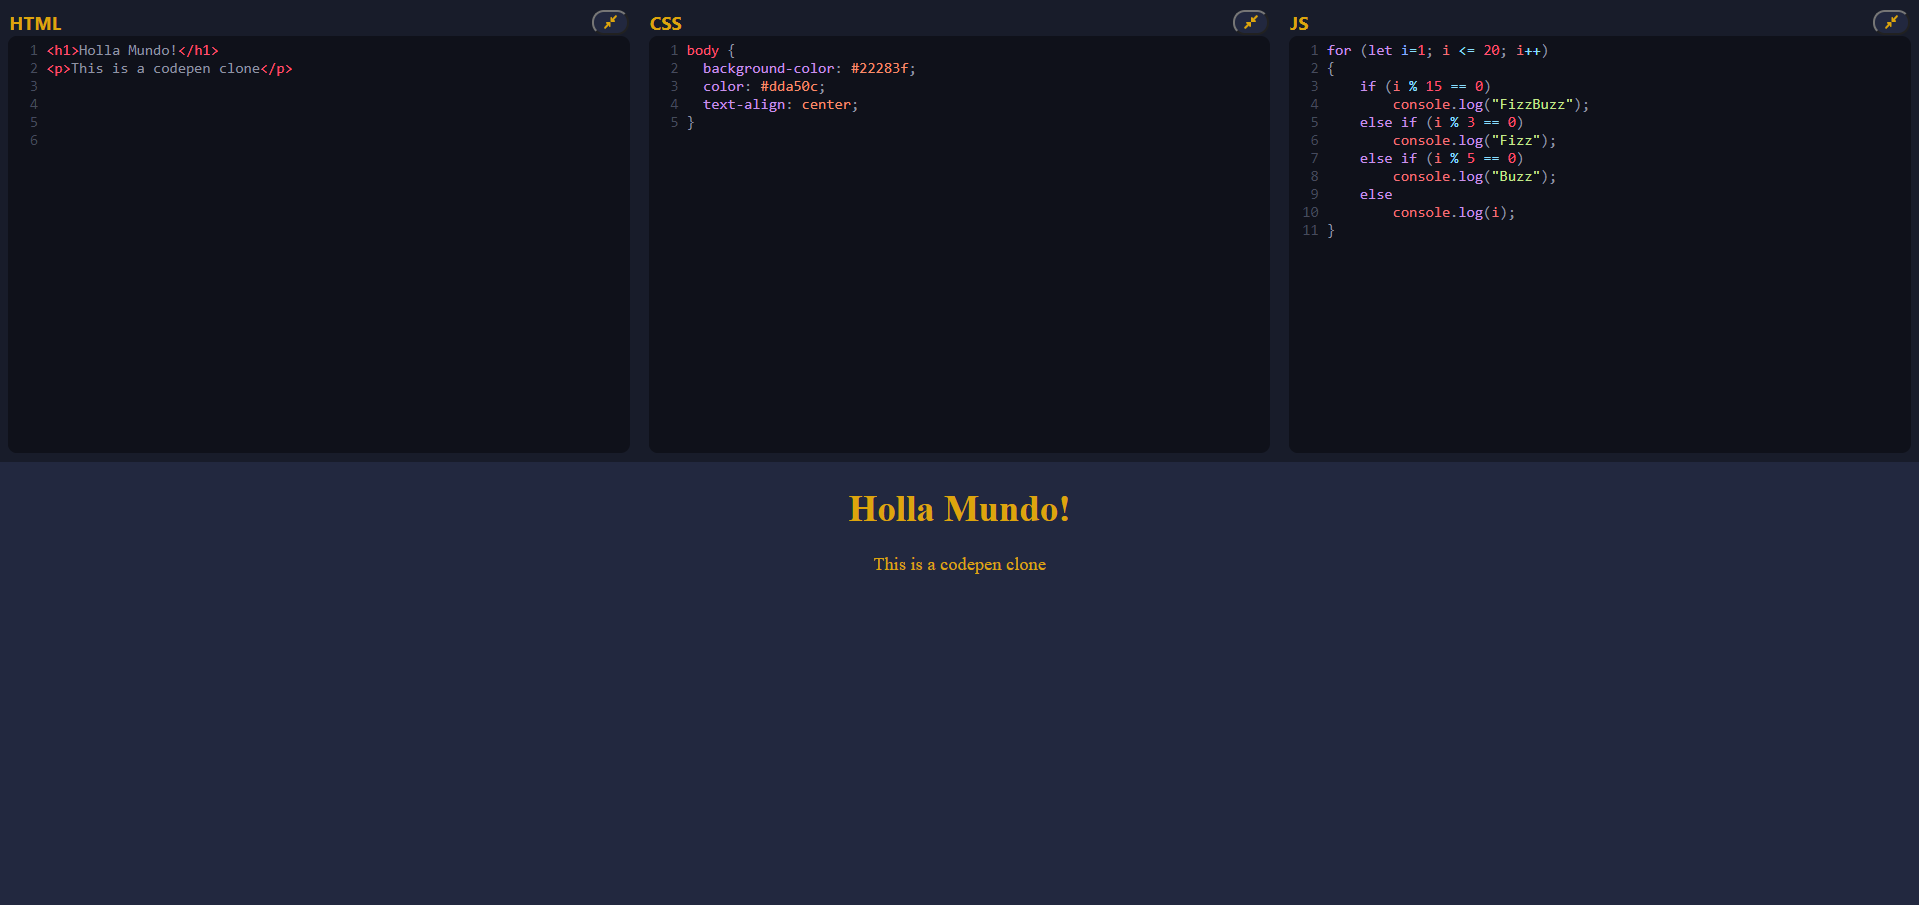 HTML
1 <h1>Holla Mundo!</h1>
2 <p>This is a codepen clone</p>
3
4
5
6
CSS
1 body {
2   background-color: #22283f;
3   color: #dda50c;
4   text-align: center;
5 }
JS
1 for (let i=1; i <= 20; i++)
2 {
3     if (i % 15 == 0)
4         console.log("FizzBuzz");
5     else if (i % 3 == 0)
6         console.log("Fizz");
7     else if (i % 5 == 0)
8         console.log("Buzz");
9     else
10         console.log(i);
11 }
Holla Mundo!
This is a codepen clone